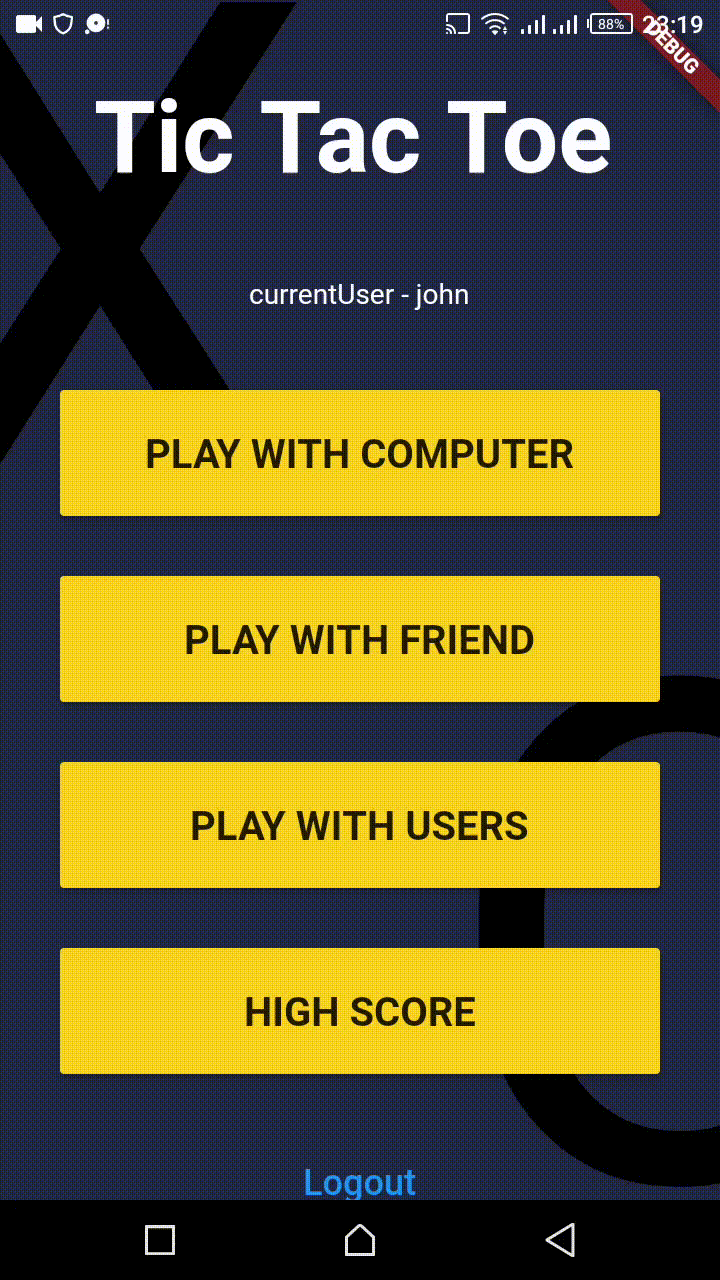 88% 23:19
DEBUG
Tic Tac Toe
currentUser - john
PLAY WITH COMPUTER
PLAY WITH FRIEND
PLAY WITH USERS
HIGH SCORE
Logout